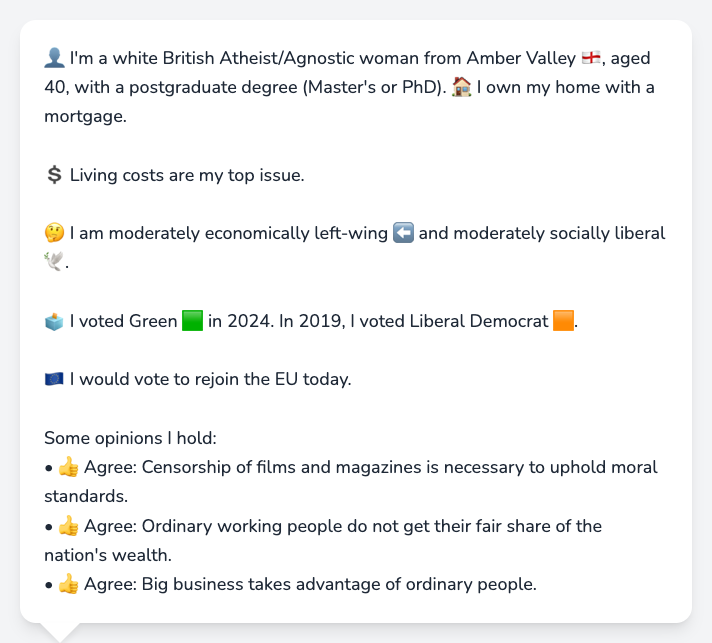 👤 I'm a white British Atheist/Agnostic woman from Amber Valley 🏴󠁧󠁢󠁥󠁮󠁧󠁿, aged
40, with a postgraduate degree (Master's or PhD). 🏠 I own my home with a
mortgage.
💲 Living costs are my top issue.
🤔 I am moderately economically left-wing ⬅️ and moderately socially liberal
🕊️.
🗳️ I voted Green 🟩 in 2024. In 2019, I voted Liberal Democrat 🟧.
🇪🇺 I would vote to rejoin the EU today.
Some opinions I hold:
• 👍 Agree: Censorship of films and magazines is necessary to uphold moral
standards.
• 👍 Agree: Ordinary working people do not get their fair share of the
nation's wealth.
• 👍 Agree: Big business takes advantage of ordinary people.